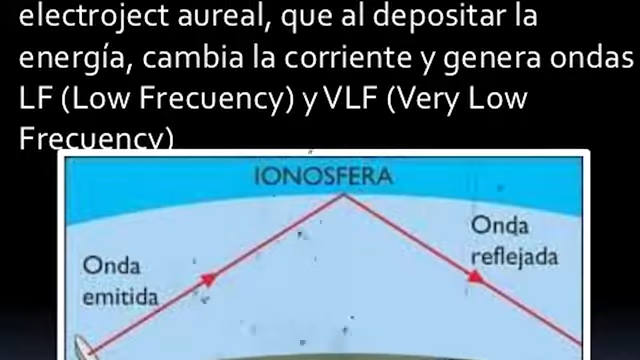 electroject aureal, que al depositar la
energía, cambia la corriente y genera ondas
LF (Low Frecuency) y VLF (Very Low
Frecuency)
IONOSFERA
Onda
reflejada
Onda
emitida